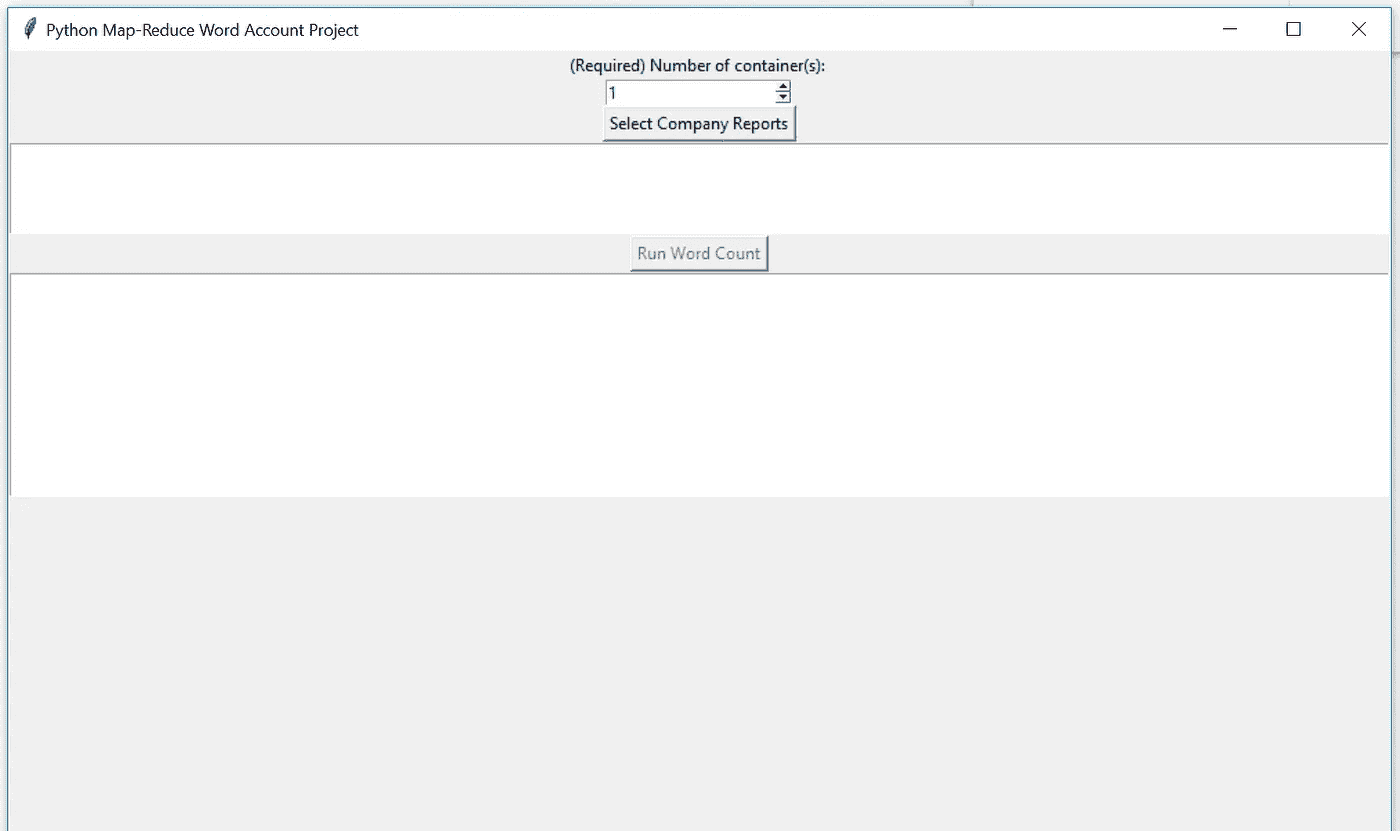 Python Map-Reduce Word Account Project
(Required) Number of container(s):
1
Select Company Reports
Run Word Count